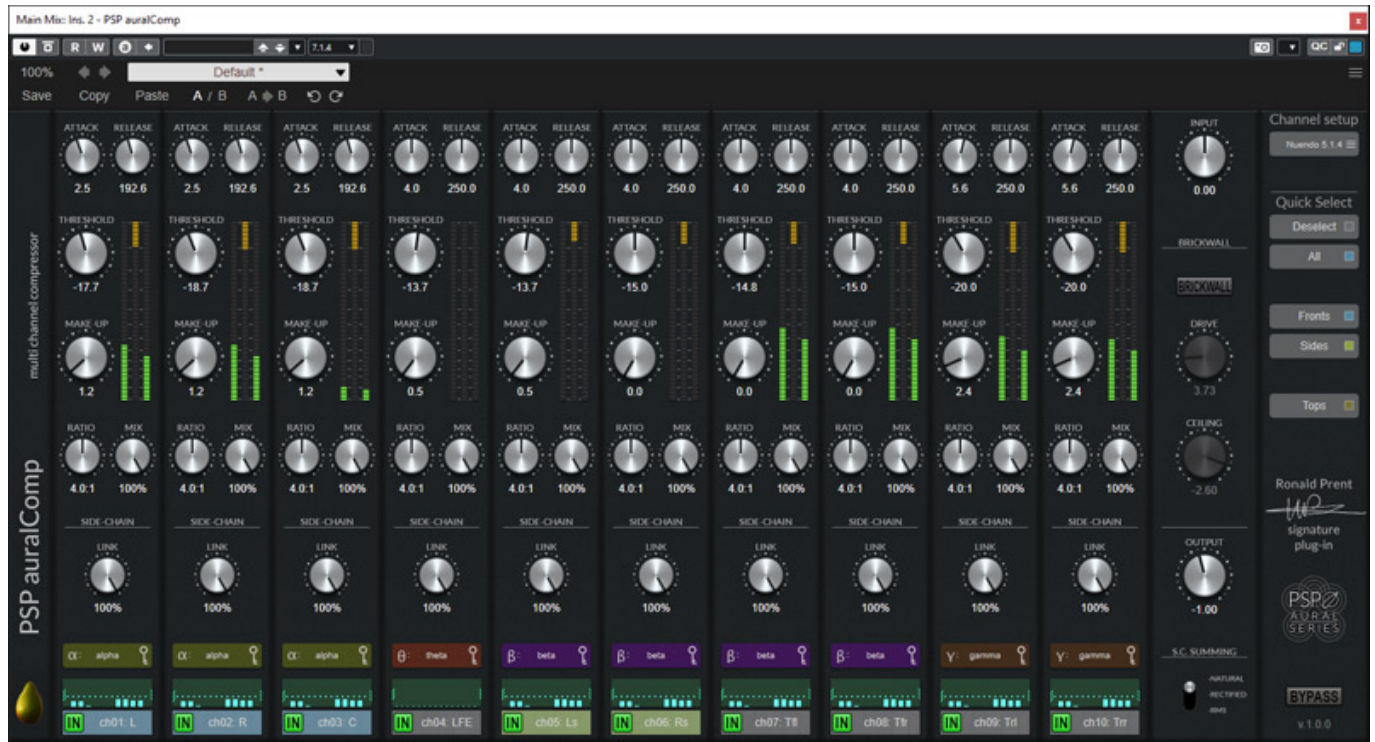 Main Mix: Ins. 2 - PSP auralComp x
R W a 7.1.4 QC
100% Default *
Save Copy Paste A / B A B
ATTACK RELEASE ATTACK RELEASE ATTACK RELEASE ATTACK RELEASE ATTACK RELEASE ATTACK RELEASE ATTACK RELEASE ATTACK RELEASE ATTACK RELEASE ATTACK RELEASE INPUT Channel setup
Nuendo 5.1.4
2.5 192.6 2.5 192.6 2.5 192.6 4.0 250.0 4.0 250.0 4.0 250.0 4.0 250.0 4.0 250.0 5.6 250.0 5.6 250.0 0.00
Quick Select
THRESHOLD THRESHOLD THRESHOLD THRESHOLD THRESHOLD THRESHOLD THRESHOLD THRESHOLD THRESHOLD THRESHOLD Deselect
BRICKWALL
All
-17.7 -18.7 -18.7 -13.7 -13.7 -15.0 -14.8 -15.0 -20.0 -20.0 BRICKWALL
Fronts
MAKE-UP MAKE-UP MAKE-UP MAKE-UP MAKE-UP MAKE-UP MAKE-UP MAKE-UP MAKE-UP MAKE-UP DRIVE
Sides
1.2 1.2 1.2 0.5 0.5 0.0 0.0 0.0 2.4 2.4 3.73
Tops
RATIO MIX RATIO MIX RATIO MIX RATIO MIX RATIO MIX RATIO MIX RATIO MIX RATIO MIX RATIO MIX RATIO MIX CEILING
4.0:1 100% 4.0:1 100% 4.0:1 100% 4.0:1 100% 4.0:1 100% 4.0:1 100% 4.0:1 100% 4.0:1 100% 4.0:1 100% 4.0:1 100% -2.60
Ronald Prent
SIDE-CHAIN SIDE-CHAIN SIDE-CHAIN SIDE-CHAIN SIDE-CHAIN SIDE-CHAIN SIDE-CHAIN SIDE-CHAIN SIDE-CHAIN SIDE-CHAIN
signature
plug-in
LINK LINK LINK LINK LINK LINK LINK LINK LINK LINK OUTPUT
100% 100% 100% 100% 100% 100% 100% 100% 100% 100% -1.00
PSP
AURAL
SERIES
α: alpha α: alpha α: alpha θ: theta β: beta β: beta β: beta β: beta γ: gamma γ: gamma S.C. SUMMING
-NATURAL
-RECTIFIED
-RMS
BYPASS
IN ch01: L IN ch02: R IN ch03: C IN ch04: LFE IN ch05: Ls IN ch06: Rs IN ch07: Tfl IN ch08: Tfr IN ch09: Trl IN ch10: Trr v.1.0.0
multi channel compressor
PSP auralComp